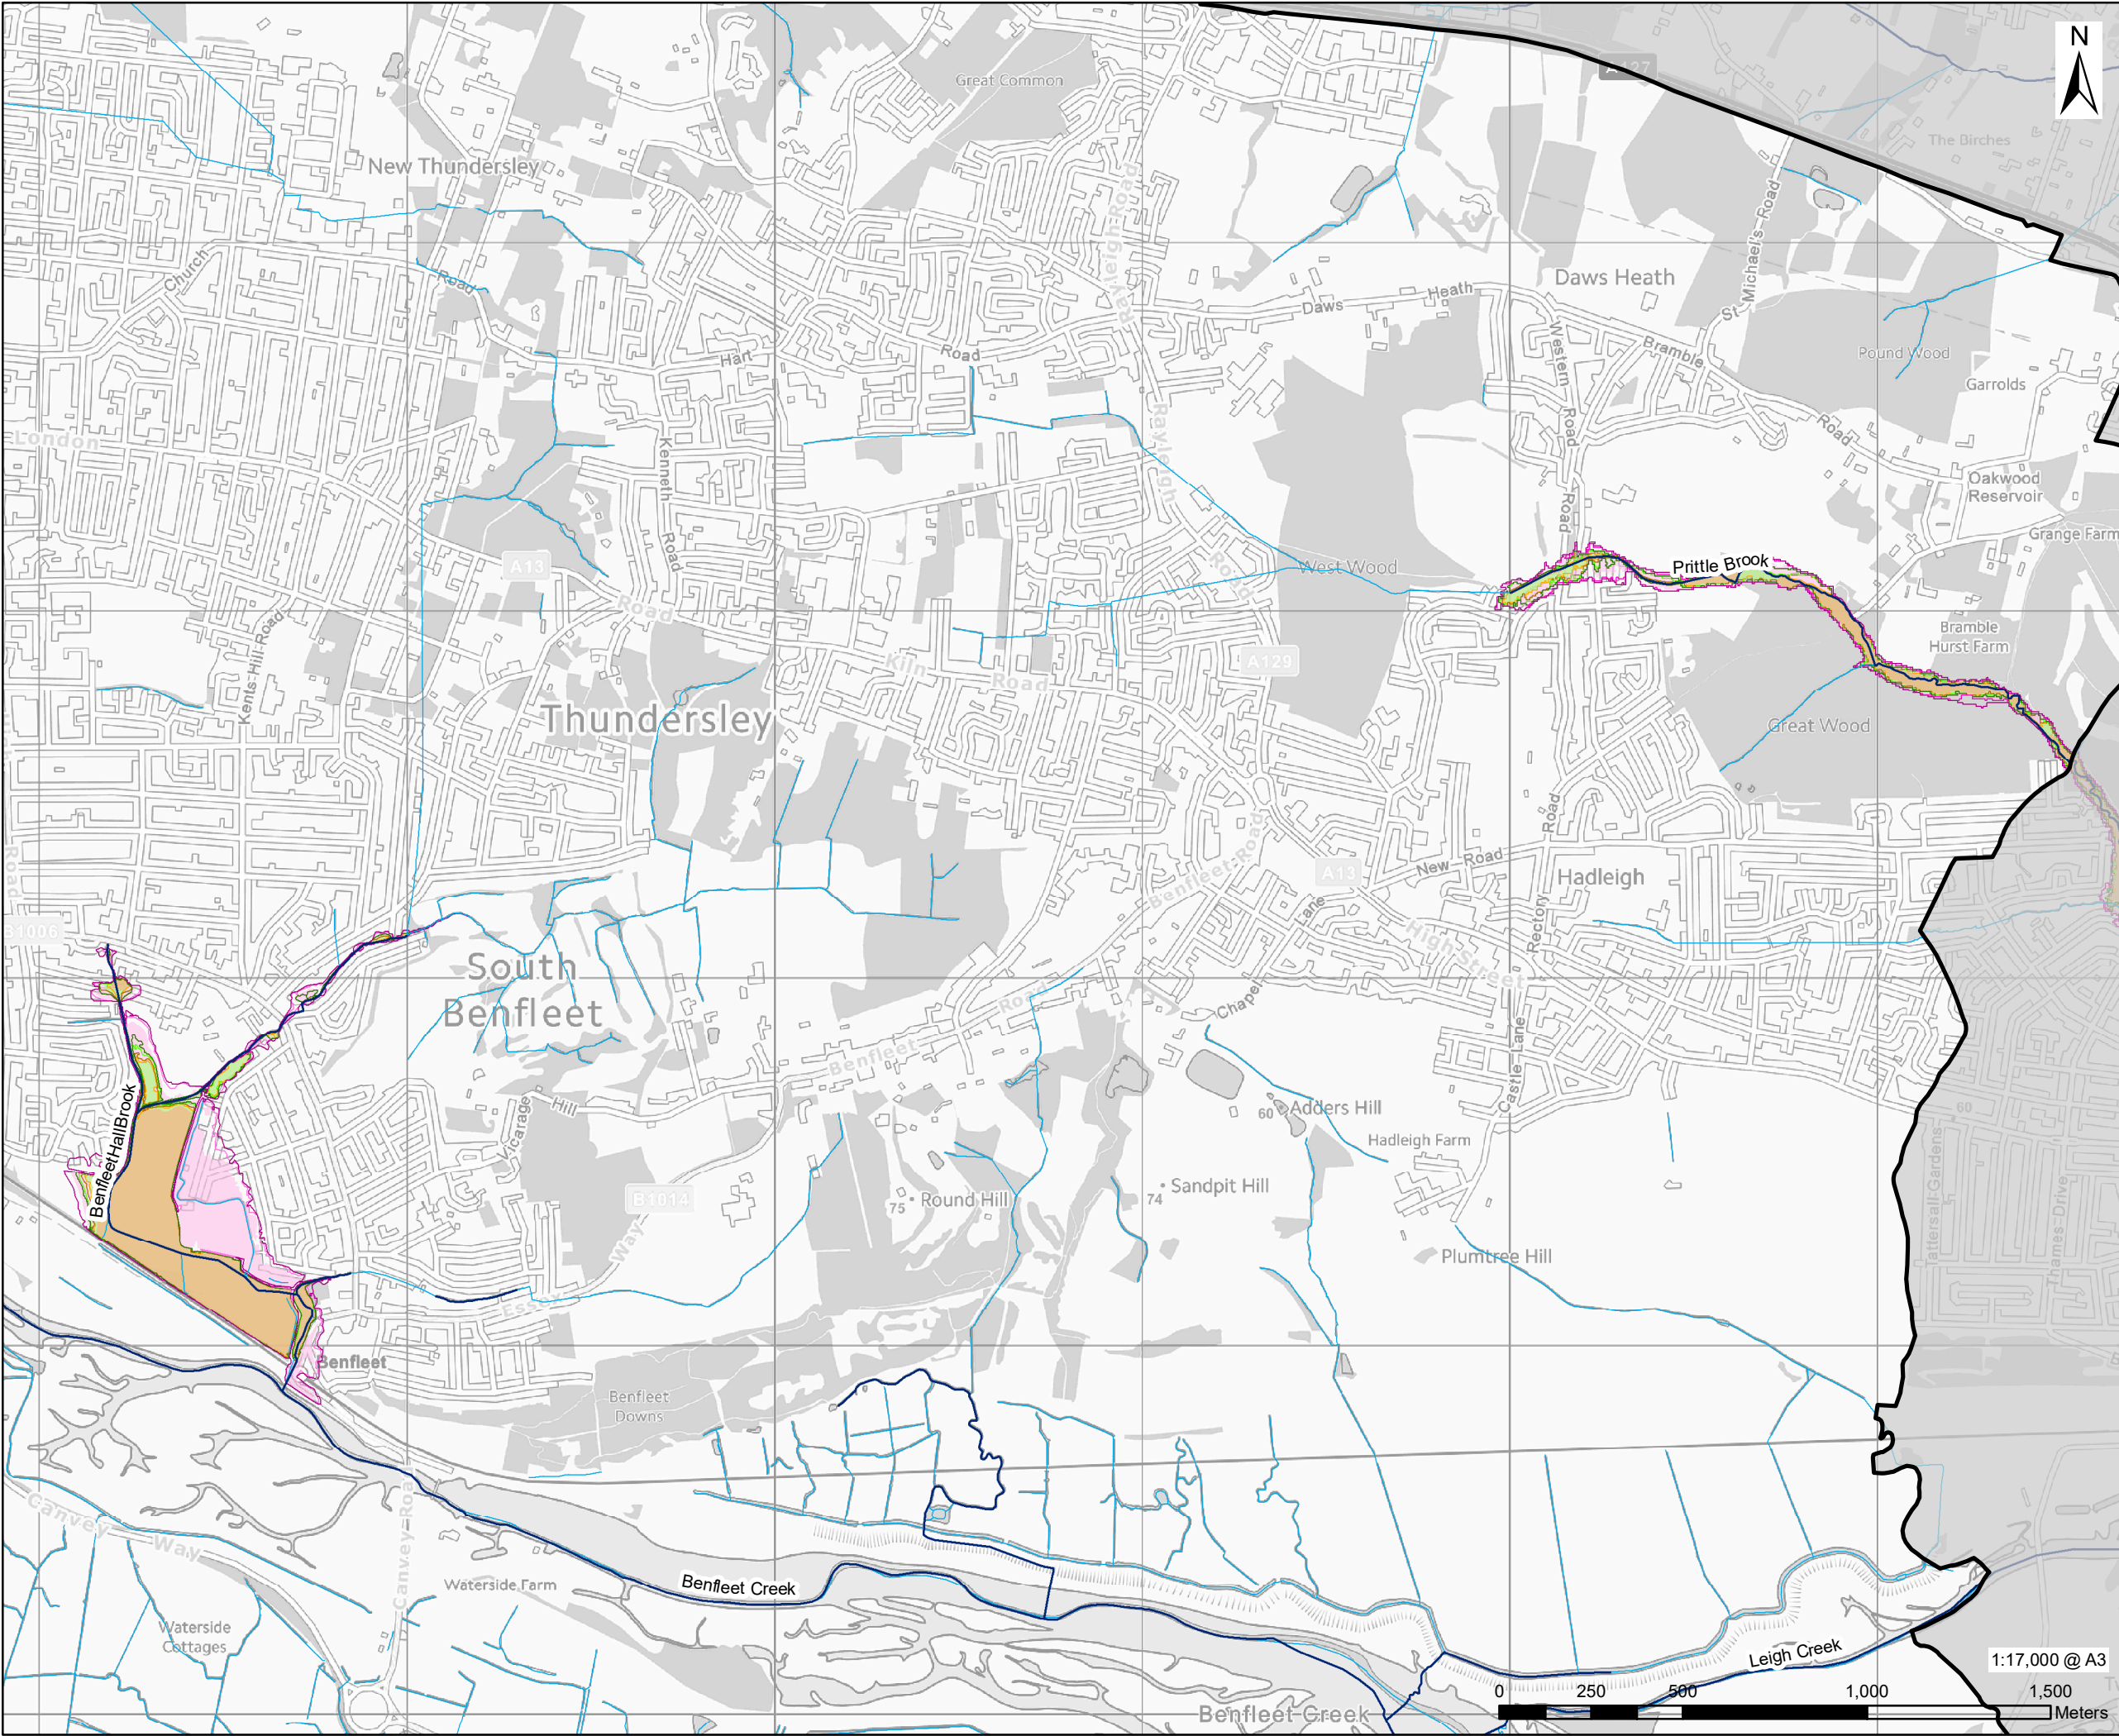 N
A127
Great Common
The Birches
New Thundersley
Rayleigh Road
St Michael's Road
Daws Heath
Church
Road
Daws
Heath
Hart
Road
Western
Bramble
Pound Wood
Garrolds
London
Kenneth
Road
Rayleigh
Road
Road
Road
Oakwood
Reservoir
Grange Farm
A13
Road
Road
West Wood
Prittle Brook
Kents Hill Road
Kiln
Road
A129
Bramble
Hurst Farm
Thundersley
Great Wood
Road
Benfleet Road
A13
New Road
Rectory Road
Hadleigh
B1006
Lane
High Street
South
Benfleet
Road
Chapel
Benfleet
BenfleetHallBrook
Vicarage
Hill
60
Adders Hill
Castle Lane
Hadleigh Farm
60
Tattersall Gardens
Thames Drive
B1014
Way
75
Round Hill
74
Sandpit Hill
Plumtree Hill
Essex
Benfleet
Benfleet
Downs
Canvey
Way
Canvey Road
Waterside Farm
Benfleet Creek
Waterside
Cottages
Leigh Creek
1:17,000 @ A3
Benfleet Creek
0 250 500 1,000 1,500
Meters